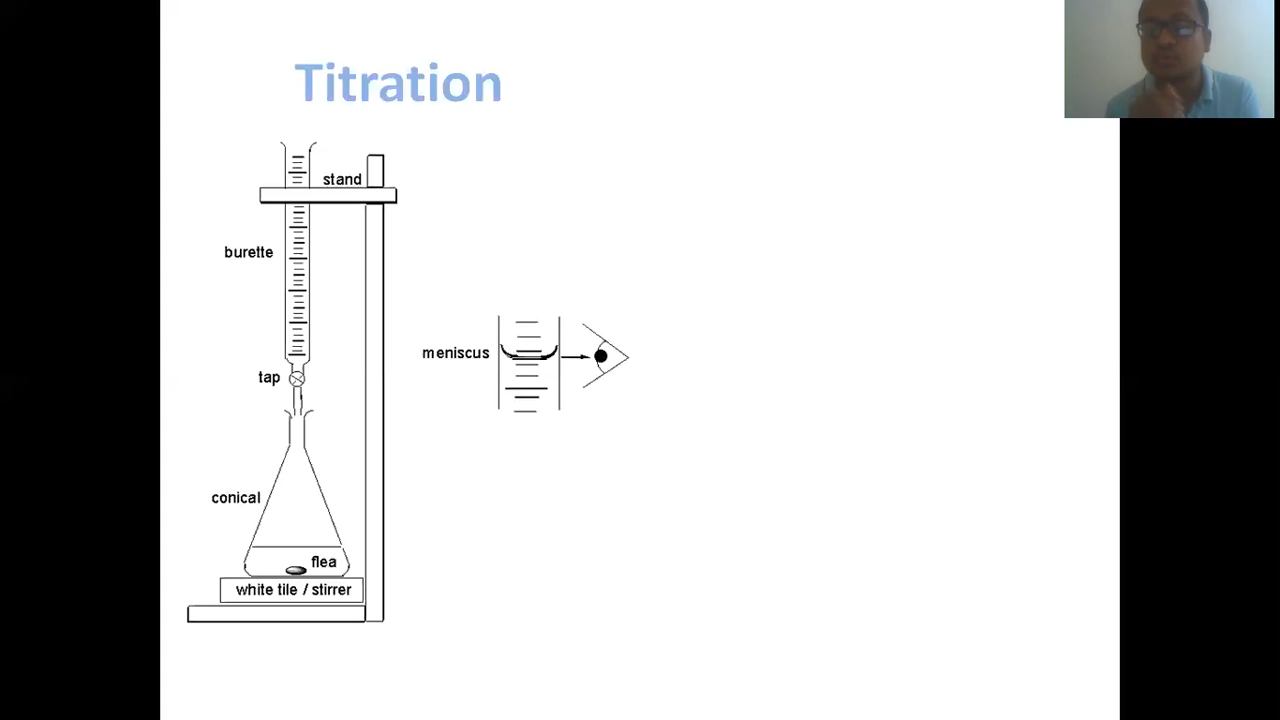 Titration
stand
burette
meniscus
tap
conical
flea
white tile / stirrer